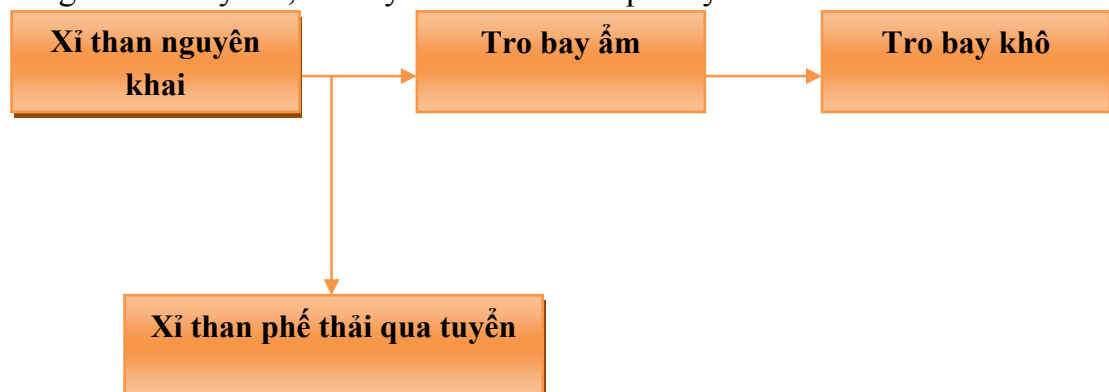 Xỉ than nguyên
khai
Tro bay ẩm
Tro bay khô
Xỉ than phế thải qua tuyển